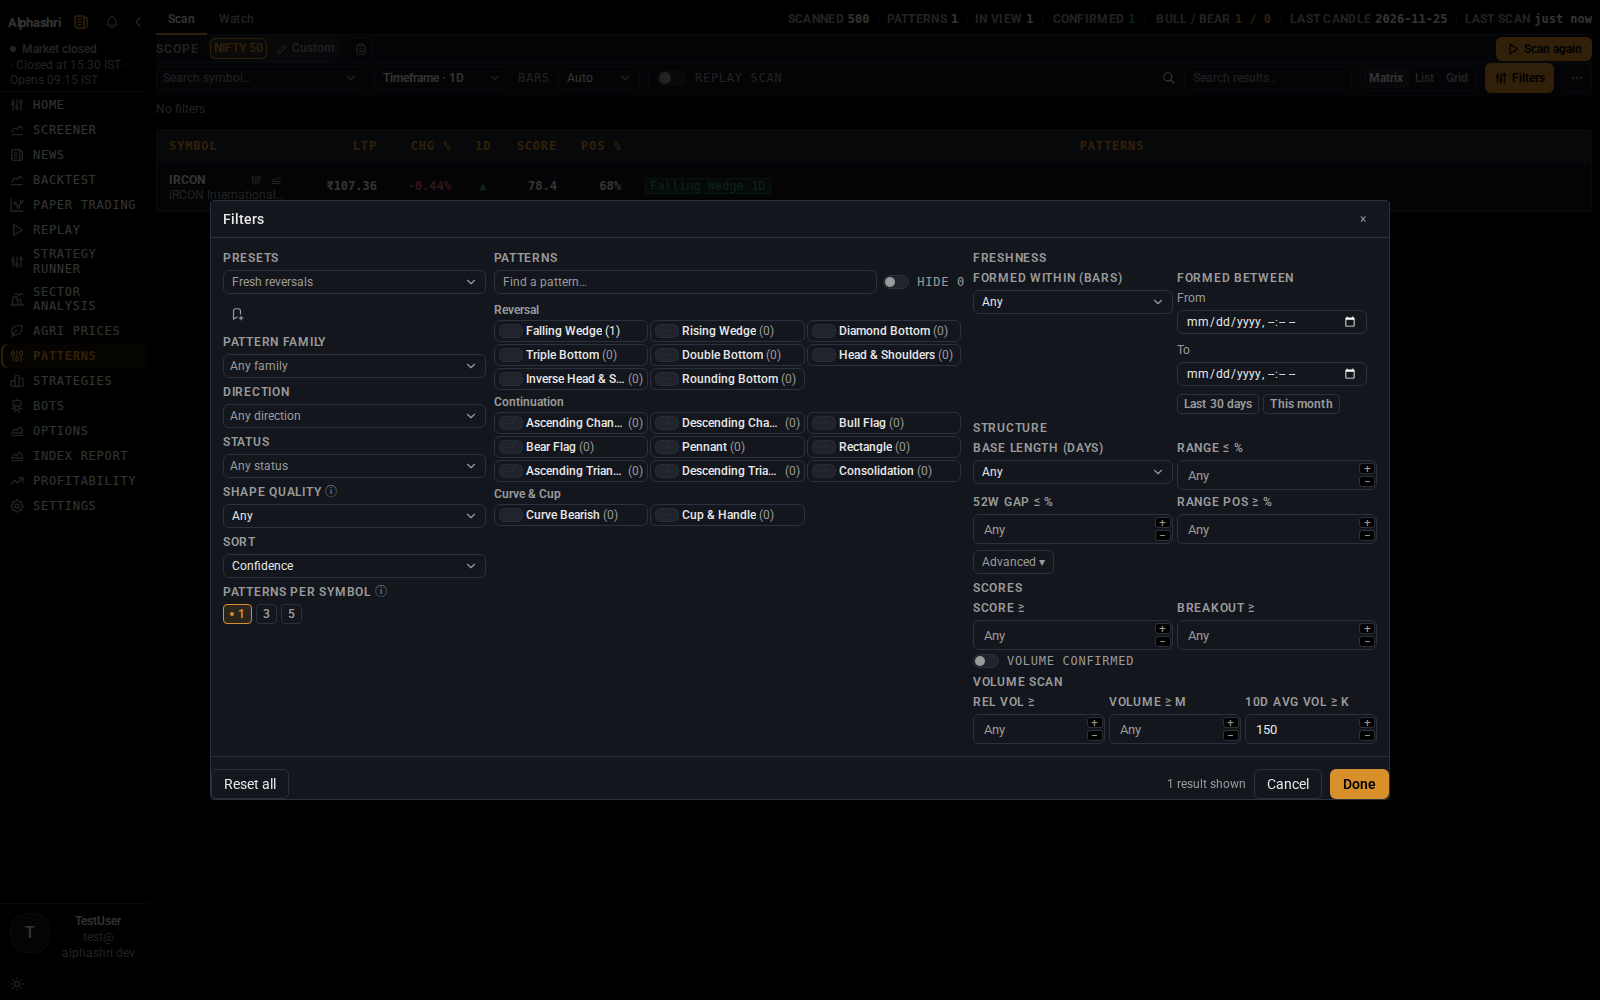 Alphashri
Market closed
· Closed at 15:30 IST ·
Opens 09:15 IST
HOME
SCREENER
NEWS
BACKTEST
PAPER TRADING
REPLAY
STRATEGY
RUNNER
SECTOR
ANALYSIS
AGRI PRICES
PATTERNS
STRATEGIES
BOTS
OPTIONS
INDEX REPORT
PROFITABILITY
SETTINGS
T
TestUser
test@
alphashri.dev
Scan Watch
SCANNED 500 PATTERNS 1 IN VIEW 1 CONFIRMED 1 BULL / BEAR 1 / 0 LAST CANDLE 2026-11-25 LAST SCAN just now
SCOPE NIFTY 50 Custom Scan again
Search symbol... Timeframe · 1D BARS Auto REPLAY SCAN Search results... Matrix List Grid Filters ...
No filters
SYMBOL LTP CHG % 1D SCORE POS % PATTERNS
IRCON ₹107.36 -0.44% ▲ 78.4 68% Falling Wedge 1D
IRCON International...
Filters ×
PRESETS
Fresh reversals
PATTERN FAMILY
Any family
DIRECTION
Any direction
STATUS
Any status
SHAPE QUALITY ⓘ
Any
SORT
Confidence
PATTERNS PER SYMBOL ⓘ
• 1 3 5
PATTERNS
Find a pattern... HIDE 0
Reversal
Falling Wedge (1) Rising Wedge (0) Diamond Bottom (0)
Triple Bottom (0) Double Bottom (0) Head & Shoulders (0)
Inverse Head & S... (0) Rounding Bottom (0)
Continuation
Ascending Chan... (0) Descending Cha... (0) Bull Flag (0)
Bear Flag (0) Pennant (0) Rectangle (0)
Ascending Trian... (0) Descending Tria... (0) Consolidation (0)
Curve & Cup
Curve Bearish (0) Cup & Handle (0)
FRESHNESS
FORMED WITHIN (BARS) FORMED BETWEEN
Any From
mm/dd/yyyy, --:-- --
To
mm/dd/yyyy, --:-- --
Last 30 days This month
STRUCTURE
BASE LENGTH (DAYS) RANGE ≤ %
Any Any + −
52W GAP ≤ % RANGE POS ≥ %
Any + − Any + −
Advanced ▾
SCORES
SCORE ≥ BREAKOUT ≥
Any + − Any + −
VOLUME CONFIRMED
VOLUME SCAN
REL VOL ≥ VOLUME ≥ M 10D AVG VOL ≥ K
Any + − Any + − 150 + −
Reset all 1 result shown Cancel Done